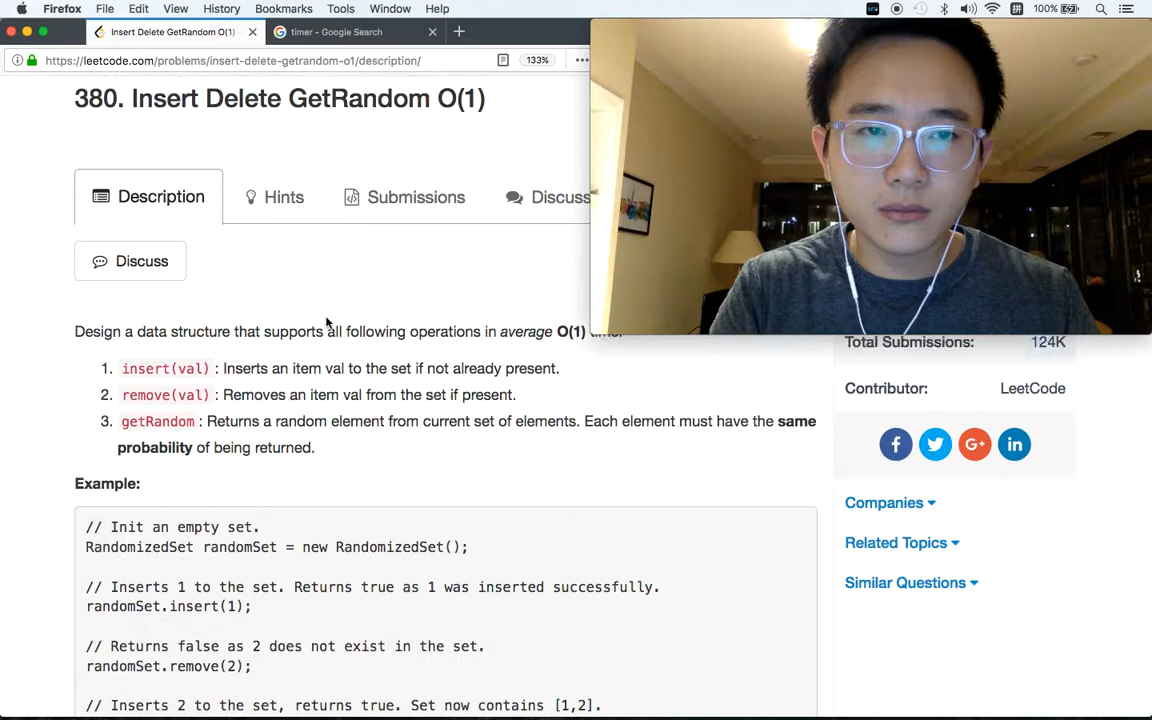 Firefox File Edit View History Bookmarks Tools Window Help 100%
Insert Delete GetRandom O(1) timer - Google Search
https://leetcode.com/problems/insert-delete-getrandom-o1/description/ 133%
380. Insert Delete GetRandom O(1)
Description Hints Submissions Discuss
Discuss
Design a data structure that supports all following operations in average O(1)
1. insert(val) : Inserts an item val to the set if not already present.
2. remove(val) : Removes an item val from the set if present.
3. getRandom : Returns a random element from current set of elements. Each element must have the same
probability of being returned.
Example:
// Init an empty set.
RandomizedSet randomSet = new RandomizedSet();
// Inserts 1 to the set. Returns true as 1 was inserted successfully.
randomSet.insert(1);
// Returns false as 2 does not exist in the set.
randomSet.remove(2);
// Inserts 2 to the set, returns true. Set now contains [1,2].
Total Submissions: 124K
Contributor: LeetCode
Companies
Related Topics
Similar Questions